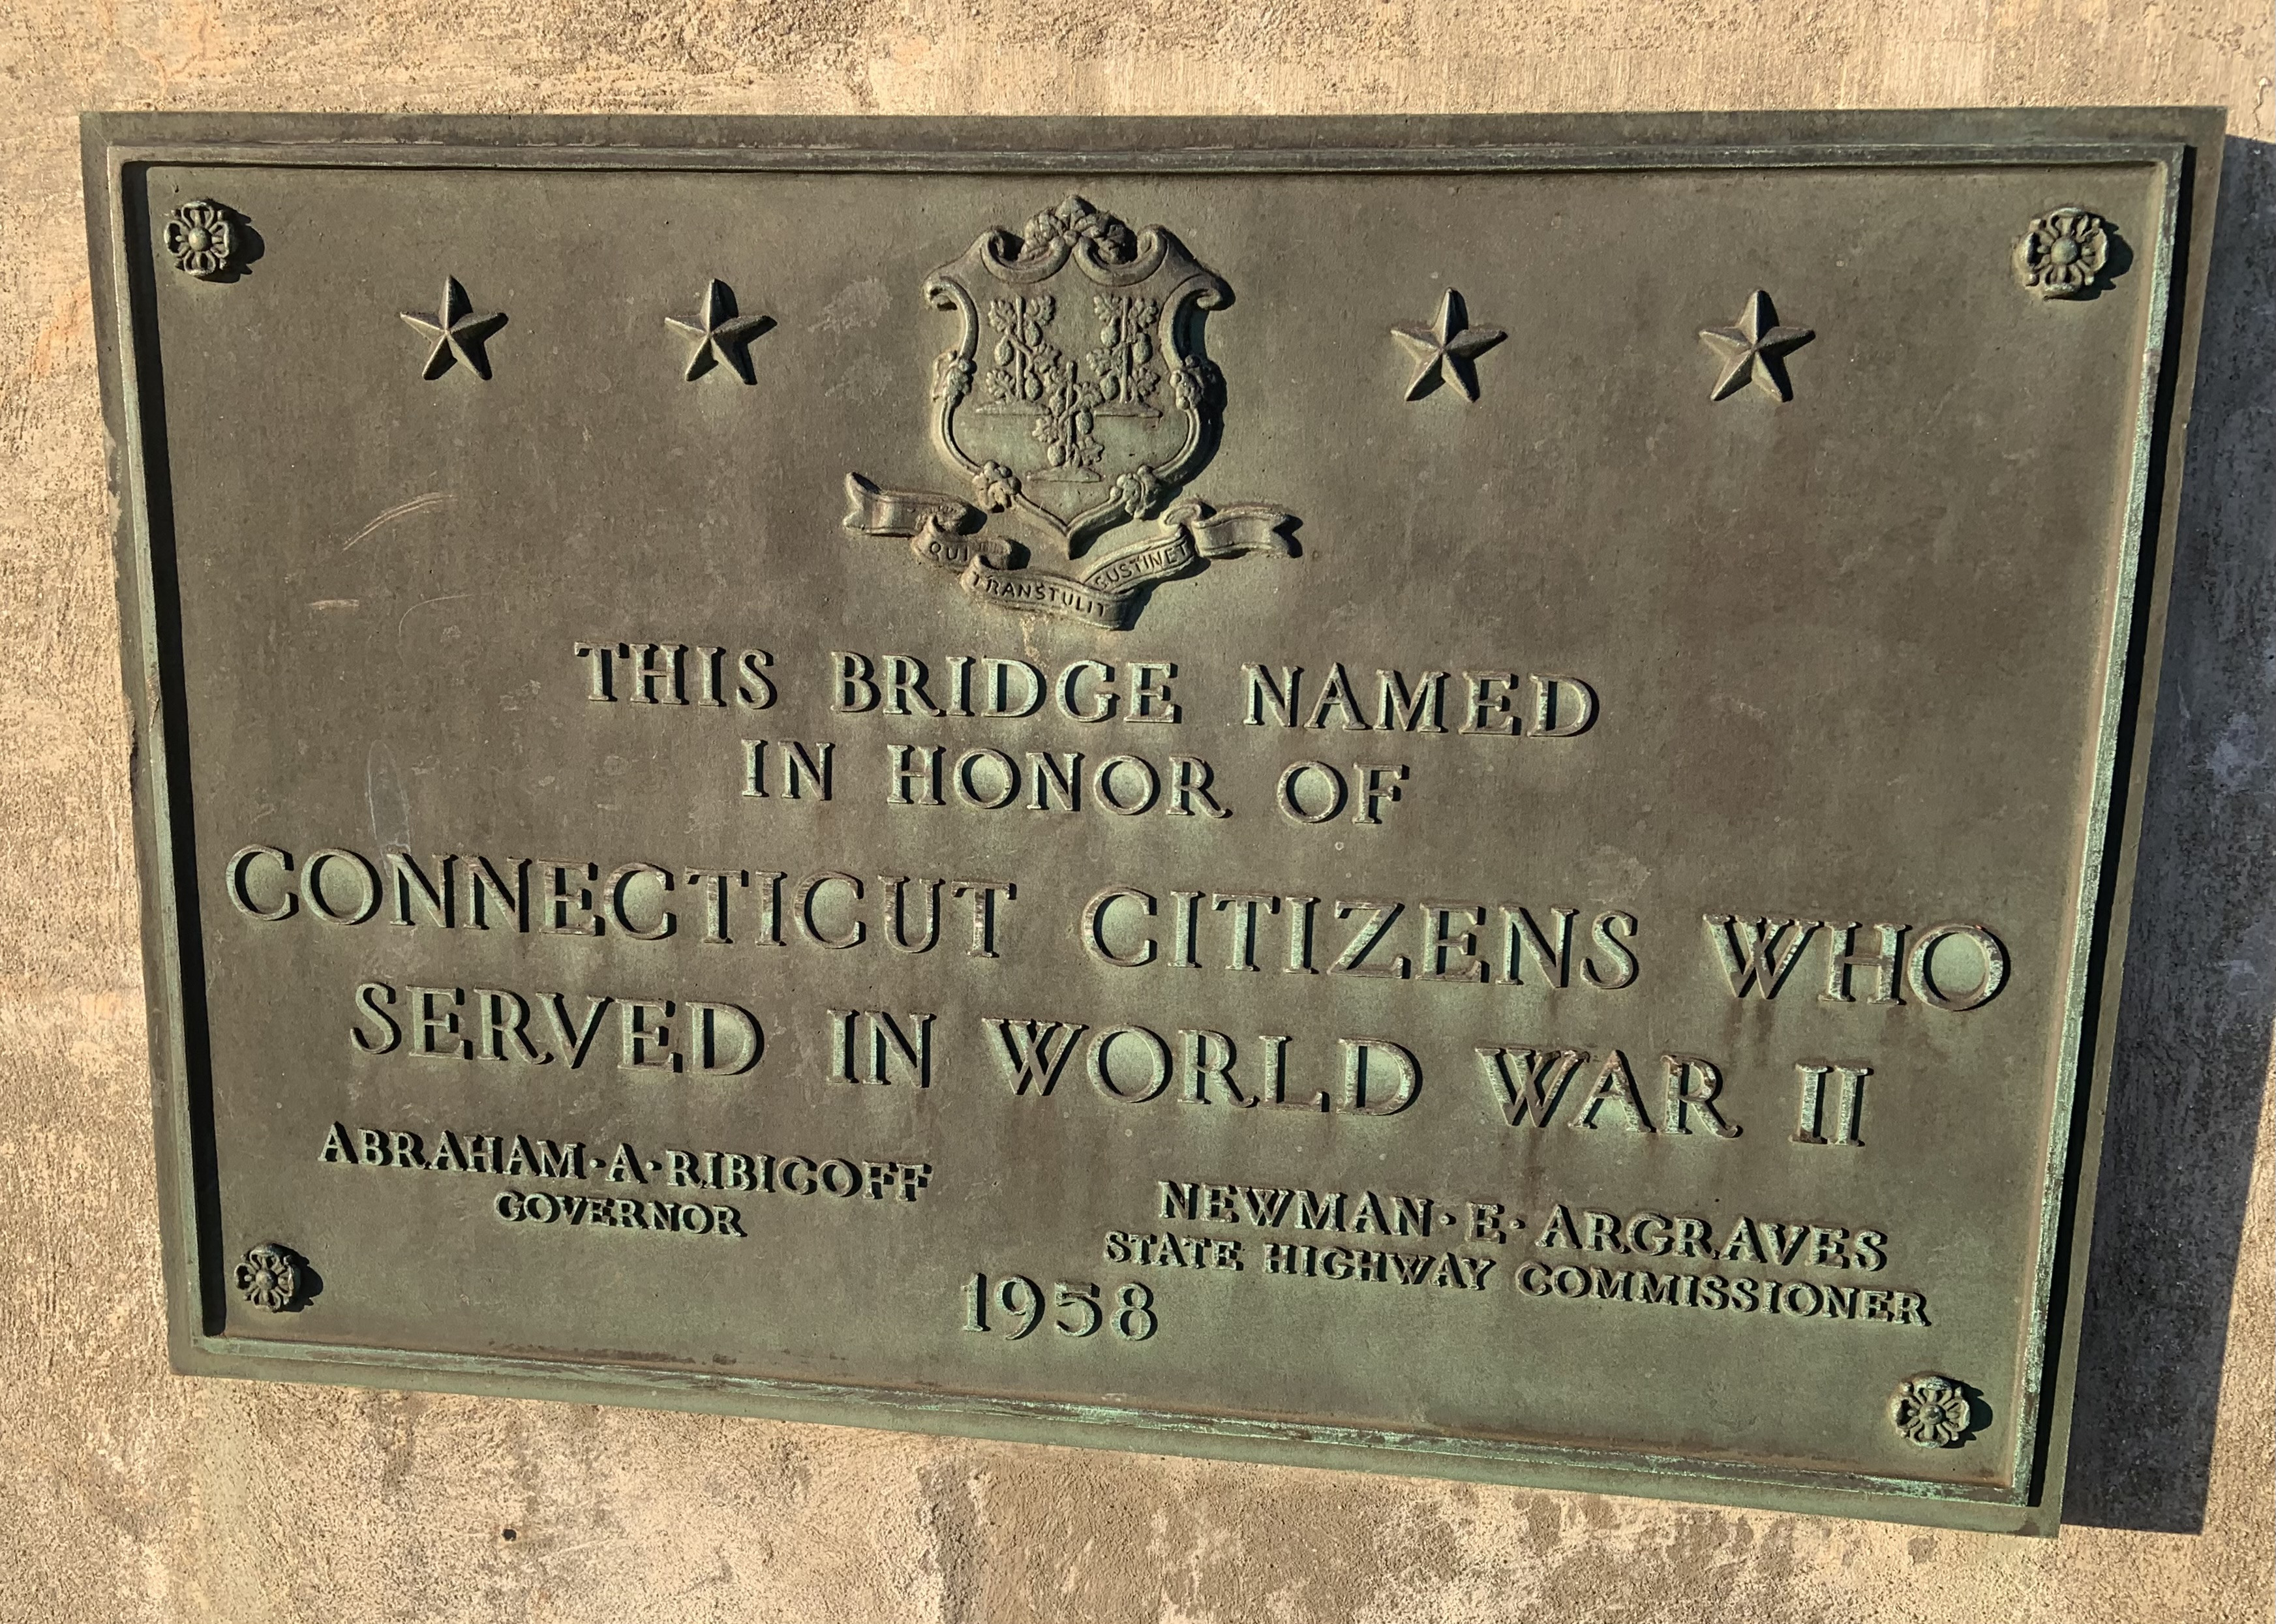 QUI TRANSTULIT SUSTINET
THIS BRIDGE NAMED
IN HONOR OF
CONNECTICUT CITIZENS WHO
SERVED IN WORLD WAR II
ABRAHAM·A·RIBICOFF
GOVERNOR
NEWMAN·E·ARGRAVES
STATE HIGHWAY COMMISSIONER
1958